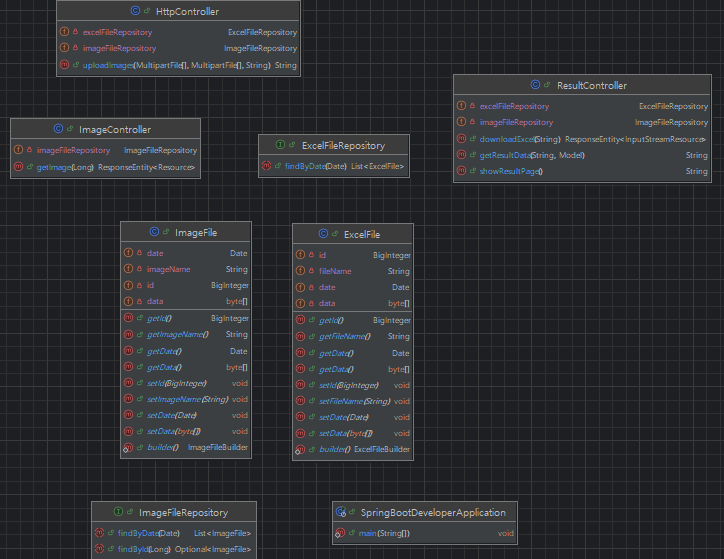 HttpController
excelFileRepository ExcelFileRepository
imageFileRepository ImageFileRepository
uploadImages(MultipartFile[], MultipartFile[], String) String
ResultController
excelFileRepository ExcelFileRepository
imageFileRepository ImageFileRepository
downloadExcel(String) ResponseEntity<InputStreamResource>
getResultData(String, Model) String
showResultPage() String
ImageController
imageFileRepository ImageFileRepository
getImage(Long) ResponseEntity<Resource>
ExcelFileRepository
findByDate(Date) List<ExcelFile>
ImageFile
date Date
imageName String
id BigInteger
data byte[]
getId() BigInteger
getImageName() String
getDate() Date
getData() byte[]
setId(BigInteger) void
setImageName(String) void
setDate(Date) void
setData(byte[]) void
builder() ImageFileBuilder
ExcelFile
id BigInteger
fileName String
date Date
data byte[]
getId() BigInteger
getFileName() String
getDate() Date
getData() byte[]
setId(BigInteger) void
setFileName(String) void
setDate(Date) void
setData(byte[]) void
builder() ExcelFileBuilder
ImageFileRepository
findByDate(Date) List<ImageFile>
findById(Long) Optional<ImageFile>
SpringBootDeveloperApplication
main(String[]) void